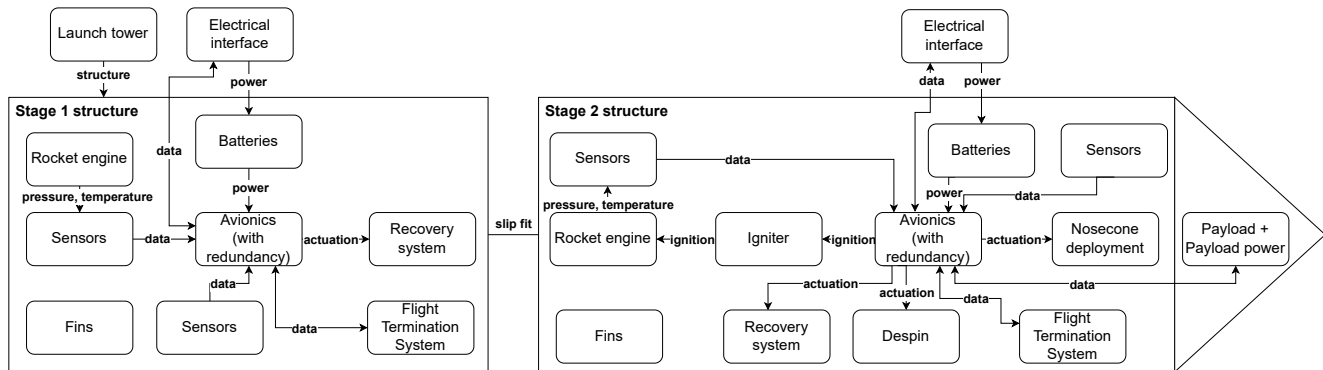 Launch tower
Electrical
interface
structure
power
Stage 1 structure
Rocket engine
data
Batteries
pressure, temperature
power
Sensors
data
Avionics
(with
redundancy)
actuation
Recovery
system
data
Fins
Sensors
data
Flight
Termination
System
slip fit
Electrical
interface
data
power
Stage 2 structure
Sensors
data
Batteries
Sensors
pressure, temperature
power
data
Rocket engine
ignition
Igniter
ignition
Avionics
(with
redundancy)
actuation
Nosecone
deployment
Payload +
Payload power
actuation
actuation
data
data
Fins
Recovery
system
Despin
Flight
Termination
System